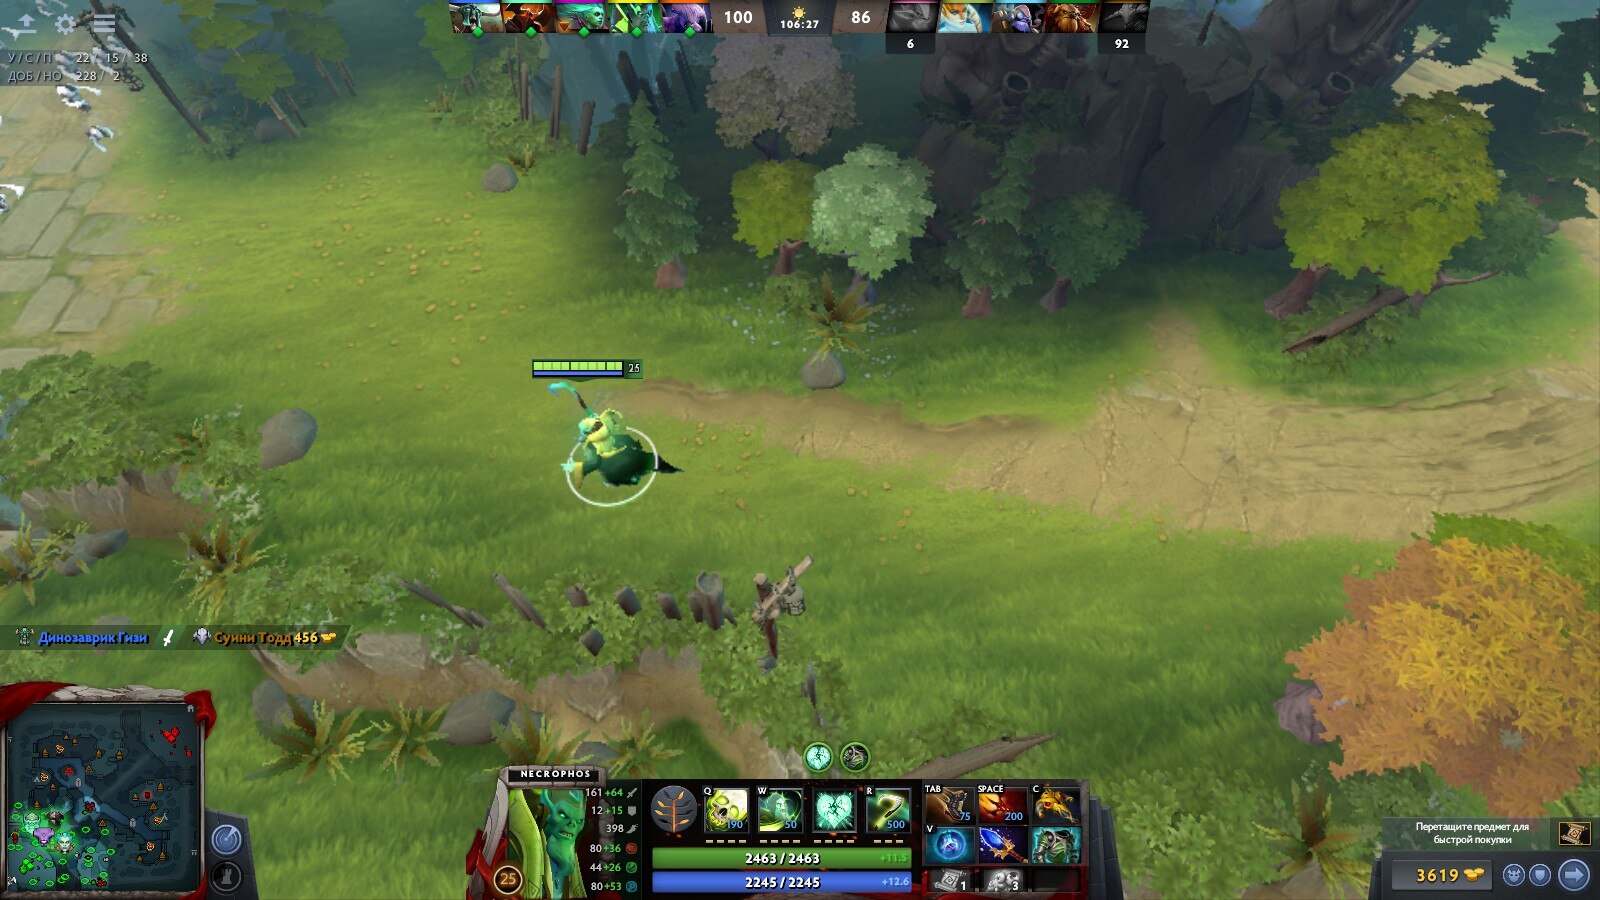 100
106:27
86
6
92
У / С / П 22 / 15 / 38
ДОБ / НО 228 / 2
25
Динозаврик Гизи Суини Тодд 456
NECROPHOS
161 +64
12 +15
398
80 +36
44 +26
80 +53
25
Q 190
W 50
R 500
2463 / 2463 +11.5
2245 / 2245 +12.6
TAB 75
SPACE 200
C
V
1
3
Перетащите предмет для
быстрой покупки
3619